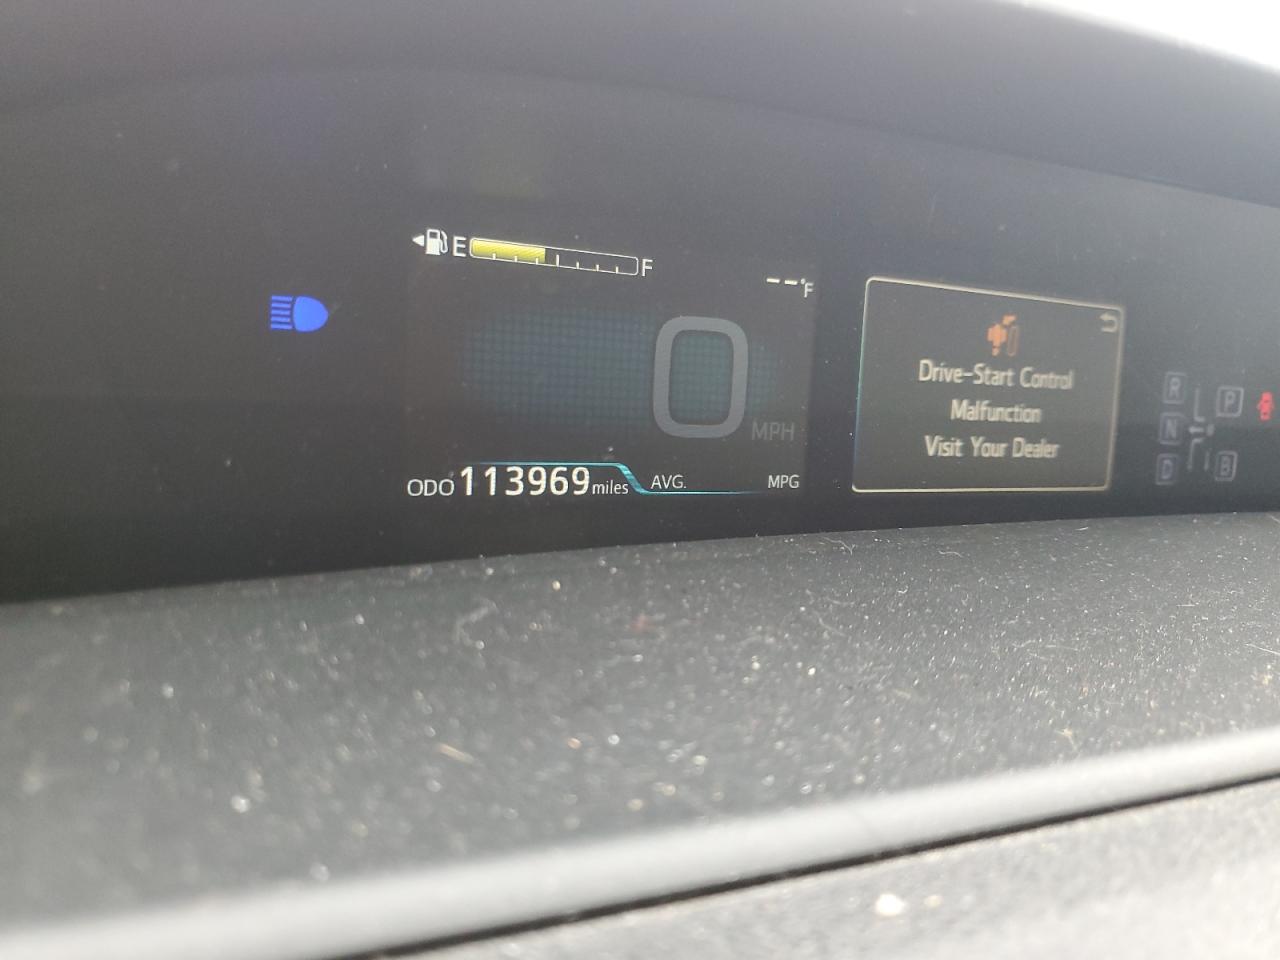 E F
--°F
0
MPH
ODO 113969 miles AVG. MPG
Drive-Start Control
Malfunction
Visit Your Dealer
R P
N
D B